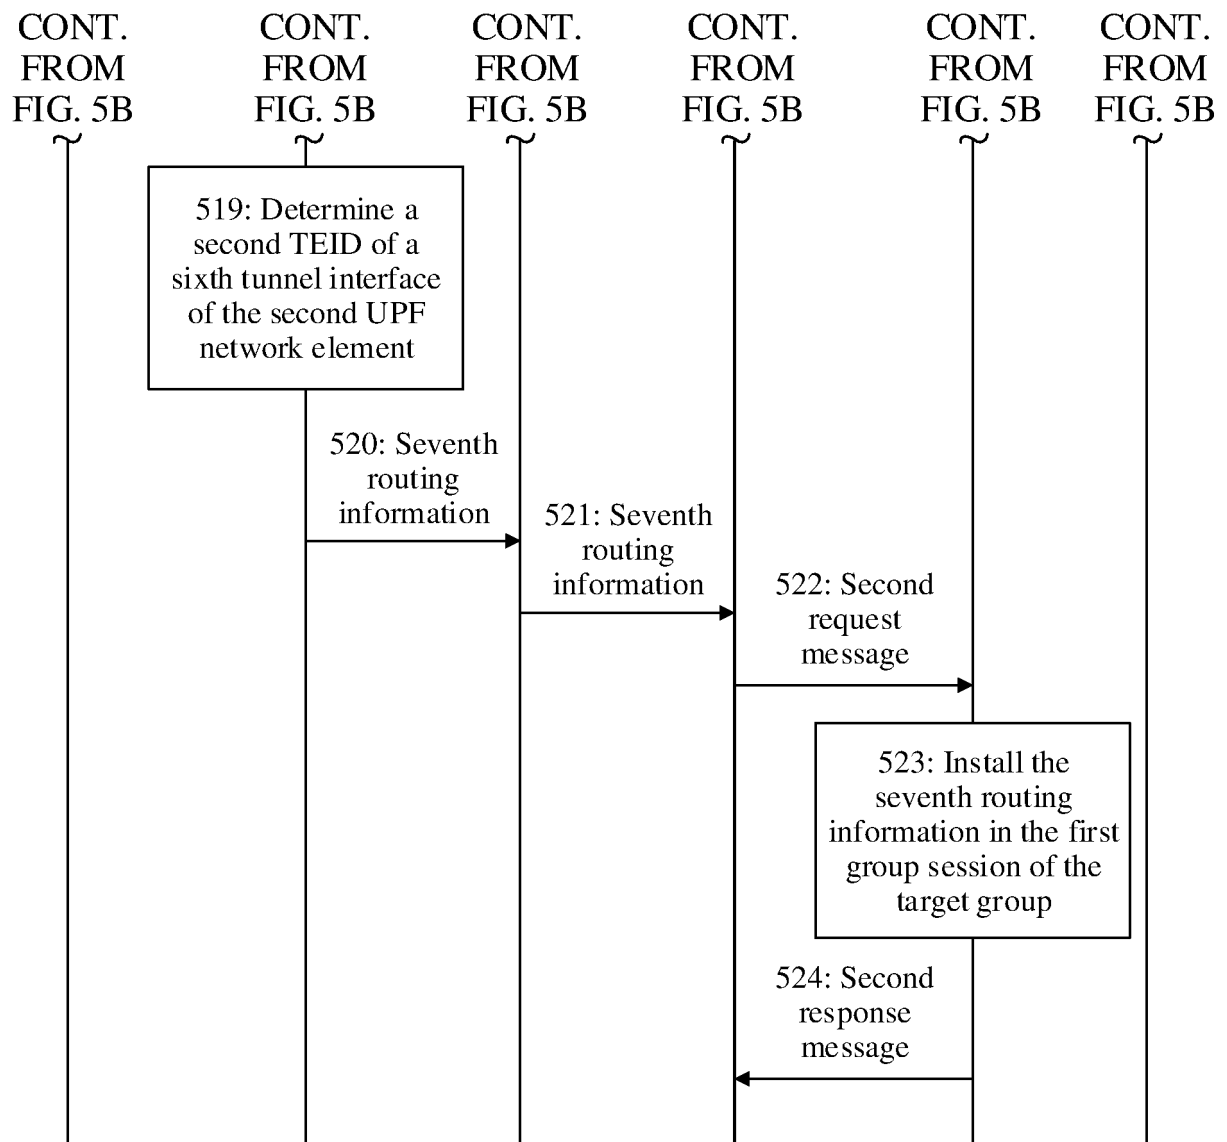 CONT.
FROM
FIG. 5B
CONT.
FROM
FIG. 5B
CONT.
FROM
FIG. 5B
CONT.
FROM
FIG. 5B
CONT.
FROM
FIG. 5B
CONT.
FROM
FIG. 5B
519: Determine a
second TEID of a
sixth tunnel interface
of the second UPF
network element
520: Seventh
routing
information
521: Seventh
routing
information
522: Second
request
message
523: Install the
seventh routing
information in the first
group session of the
target group
524: Second
response
message